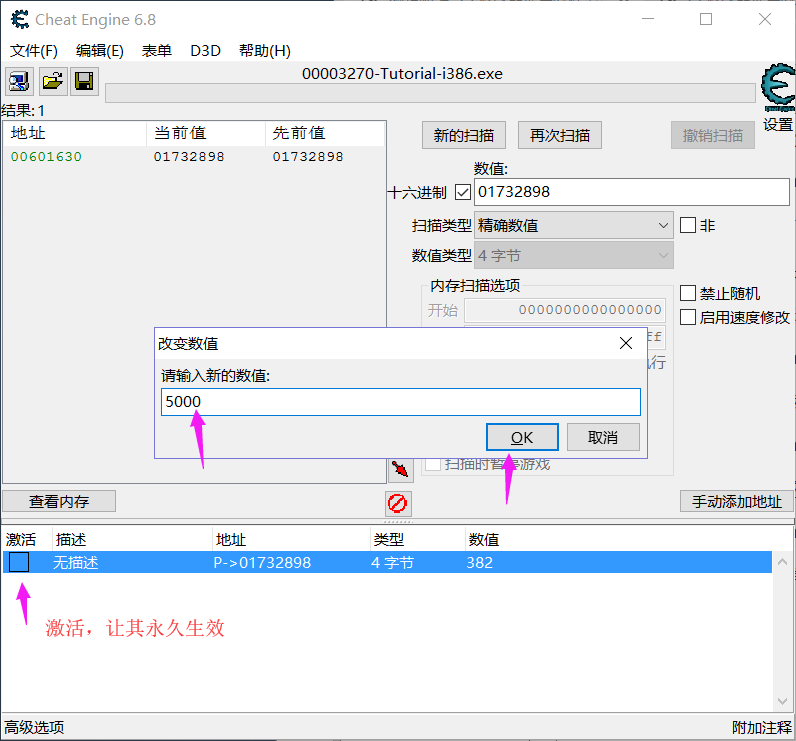 Cheat Engine 6.8
文件(F) 编辑(E) 表单 D3D 帮助(H)
00003270-Tutorial-i386.exe
结果: 1
设置
地址 当前值 先前值
00601630 01732898 01732898
新的扫描 再次扫描 撤销扫描
数值:
十六进制 01732898
扫描类型 精确数值 非
数值类型 4 字节
内存扫描选项
开始 0000000000000000
禁止随机
启用速度修改
ff
行
改变数值
请输入新的数值:
5000
OK 取消
扫描时暂停游戏
查看内存 手动添加地址
激活 描述 地址 类型 数值
无描述 P->01732898 4 字节 382
激活，让其永久生效
高级选项 附加注释